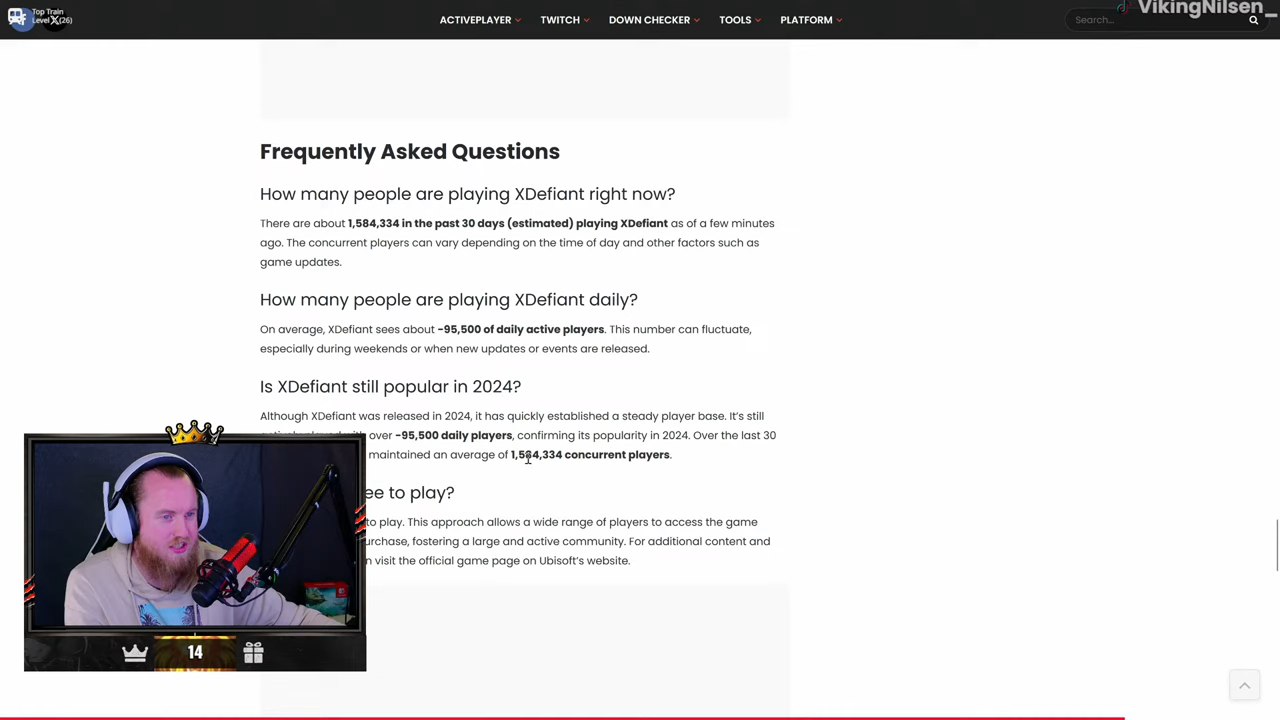 Top Train
Level X (26)
ACTIVEPLAYER TWITCH DOWN CHECKER TOOLS PLATFORM
Search...
VikingNilsen_
Frequently Asked Questions
How many people are playing XDefiant right now?
There are about 1,584,334 in the past 30 days (estimated) playing XDefiant as of a few minutes
ago. The concurrent players can vary depending on the time of day and other factors such as
game updates.
How many people are playing XDefiant daily?
On average, XDefiant sees about -95,500 of daily active players. This number can fluctuate,
especially during weekends or when new updates or events are released.
Is XDefiant still popular in 2024?
Although XDefiant was released in 2024, it has quickly established a steady player base. It's still
over -95,500 daily players, confirming its popularity in 2024. Over the last 30
maintained an average of 1,584,334 concurrent players.
ee to play?
to play. This approach allows a wide range of players to access the game
urchase, fostering a large and active community. For additional content and
n visit the official game page on Ubisoft's website.
14